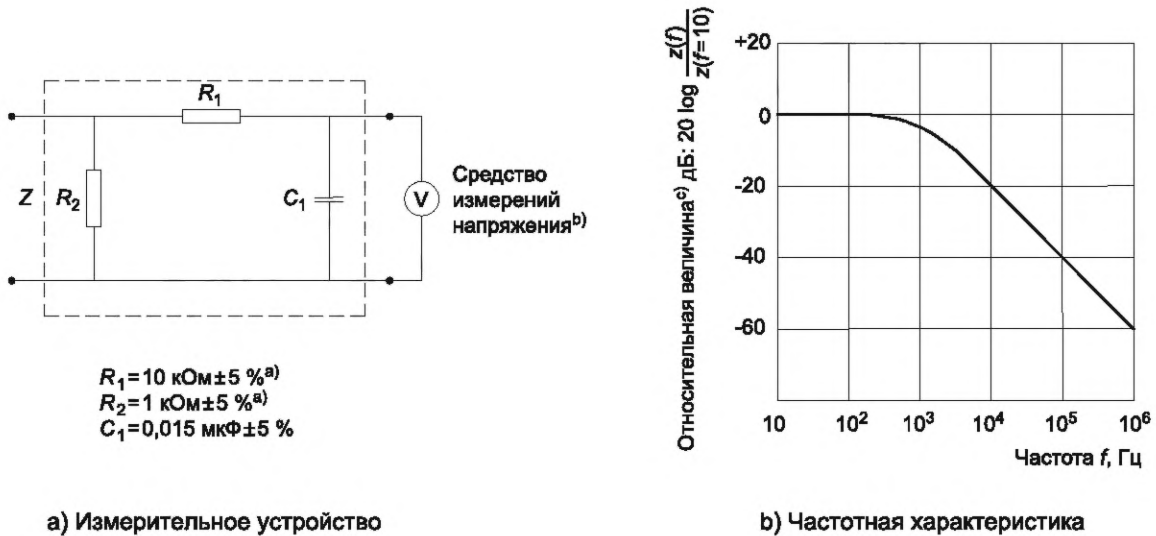 R1
Z
R2
C1
V
Средство
измерений
напряжения b)
R1=10 кОм±5 % a)
R2=1 кОм±5 % a)
C1=0,015 мкФ±5 %
a) Измерительное устройство
Относительная величина c) дБ: 20 log z(f) / z(f=10)
+20
0
-20
-40
-60
10 10² 10³ 10⁴ 10⁵ 10⁶
Частота f, Гц
b) Частотная характеристика